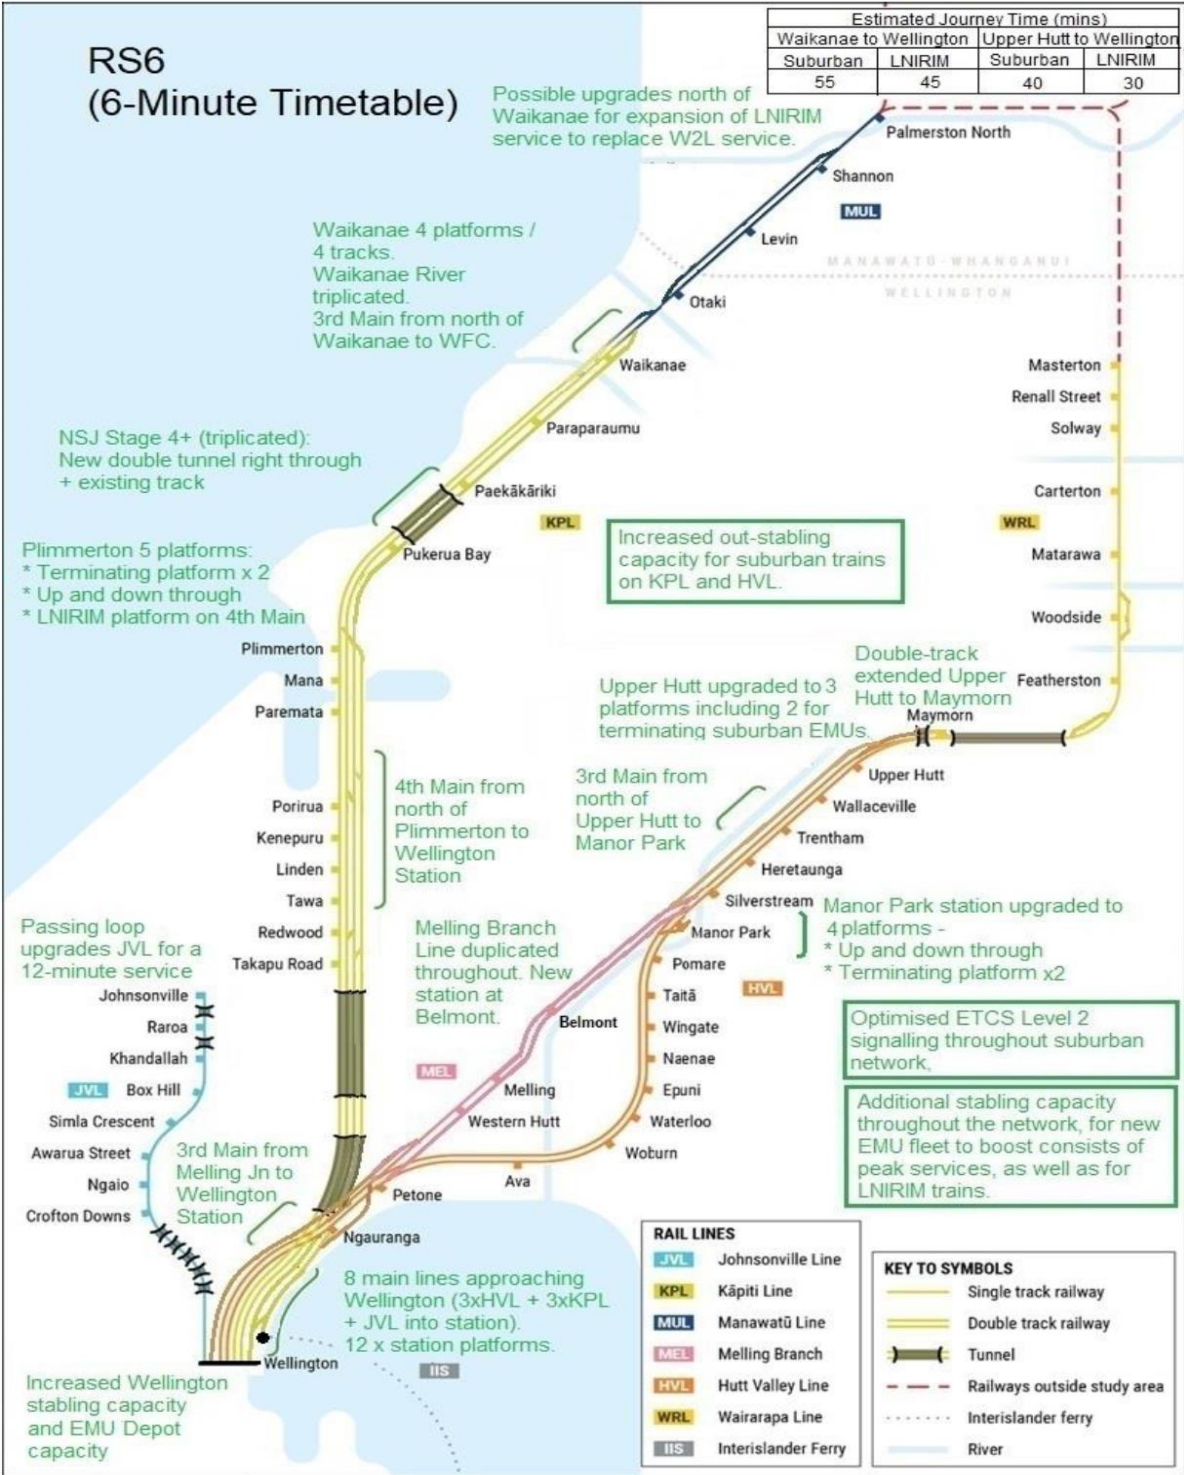 RS6
(6-Minute Timetable)
Estimated Journey Time (mins)
Waikanae to Wellington Upper Hutt to Wellington
Suburban LNIRIM Suburban LNIRIM
55 45 40 30
Possible upgrades north of
Waikanae for expansion of LNIRIM
service to replace W2L service.
Palmerston North
Shannon
MUL
Levin
MANAWATŪ-WHANGANUI
WELLINGTON
Otaki
Waikanae 4 platforms /
4 tracks.
Waikanae River
triplicated.
3rd Main from north of
Waikanae to WFC.
Waikanae
Paraparaumu
Masterton
Renall Street
Solway
Carterton
WRL
Matarawa
Woodside
Featherston
NSJ Stage 4+ (triplicated):
New double tunnel right through
+ existing track
Paekākāriki
KPL
Pukerua Bay
Increased out-stabling
capacity for suburban trains
on KPL and HVL.
Plimmerton 5 platforms:
* Terminating platform x 2
* Up and down through
* LNIRIM platform on 4th Main
Plimmerton
Mana
Paremata
Double-track
extended Upper
Hutt to Maymorn
Maymorn
Upper Hutt upgraded to 3
platforms including 2 for
terminating suburban EMUs.
Upper Hutt
Wallaceville
Trentham
Heretaunga
Silverstream
Manor Park
Pomare
3rd Main from
north of
Upper Hutt to
Manor Park
4th Main from
north of
Plimmerton to
Wellington
Station
Porirua
Kenepuru
Linden
Tawa
Redwood
Takapu Road
Manor Park station upgraded to
4 platforms -
* Up and down through
* Terminating platform x2
HVL
Taitā
Wingate
Naenae
Epuni
Waterloo
Woburn
Ava
Petone
Ngauranga
Melling Branch
Line duplicated
throughout. New
station at
Belmont.
Belmont
MEL
Melling
Western Hutt
Passing loop
upgrades JVL for a
12-minute service
Johnsonville
Raroa
Khandallah
JVL
Box Hill
Simla Crescent
Awarua Street
Ngaio
Crofton Downs
3rd Main from
Melling Jn to
Wellington
Station
Optimised ETCS Level 2
signalling throughout suburban
network,
Additional stabling capacity
throughout the network, for new
EMU fleet to boost consists of
peak services, as well as for
LNIRIM trains.
8 main lines approaching
Wellington (3xHVL + 3xKPL
+ JVL into station).
12 x station platforms.
Wellington
IIS
Increased Wellington
stabling capacity
and EMU Depot
capacity
RAIL LINES
JVL Johnsonville Line
KPL Kāpiti Line
MUL Manawatū Line
MEL Melling Branch
HVL Hutt Valley Line
WRL Wairarapa Line
IIS Interislander Ferry
KEY TO SYMBOLS
Single track railway
Double track railway
Tunnel
Railways outside study area
Interislander ferry
River